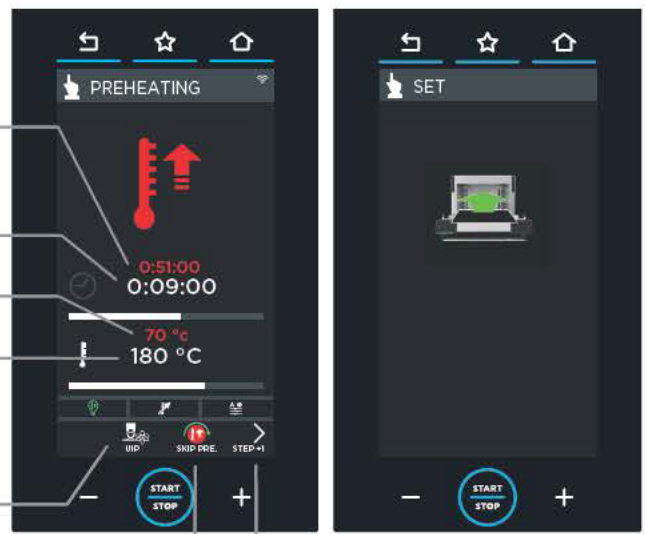 PREHEATING
0:51:00
0:09:00
70 °c
180 °C
UIP
SKIP PRE.
STEP +1
START
STOP
SET
START
STOP